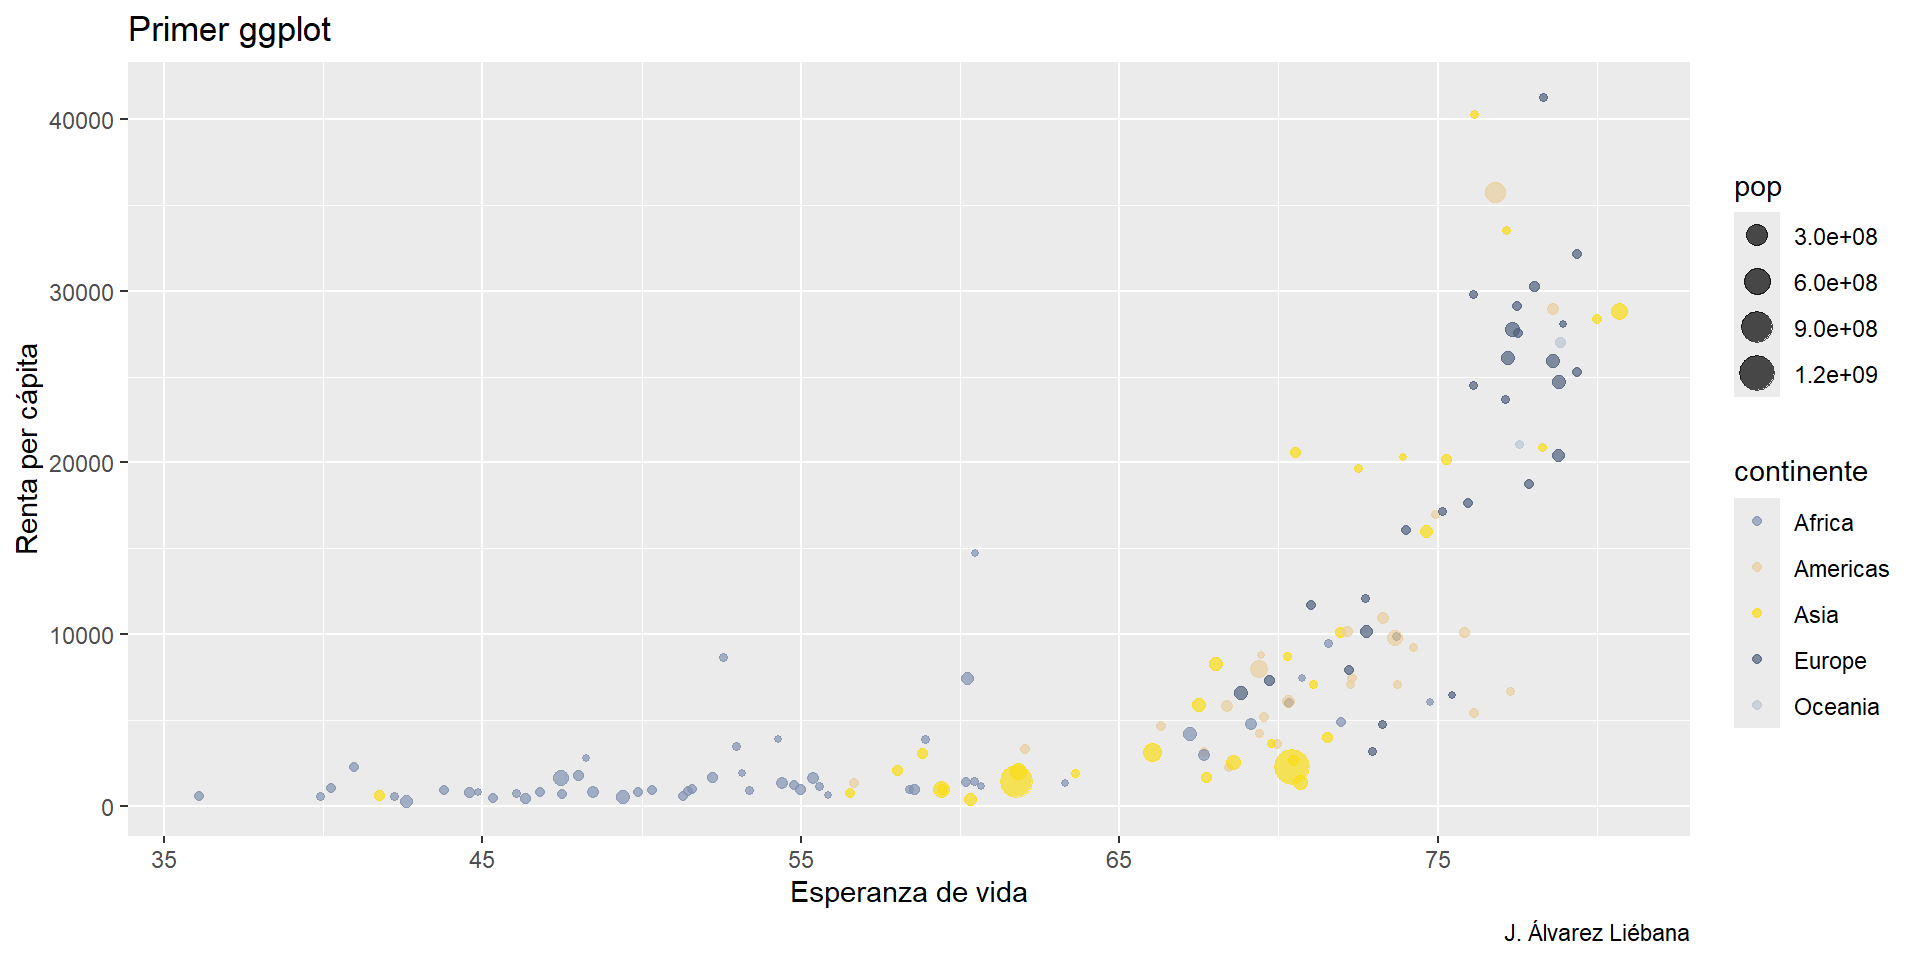 Primer ggplot
40000
30000
20000
10000
0
Renta per cápita
35 45 55 65 75
Esperanza de vida
pop
3.0e+08
6.0e+08
9.0e+08
1.2e+09
continente
Africa
Americas
Asia
Europe
Oceania
J. Álvarez Liébana